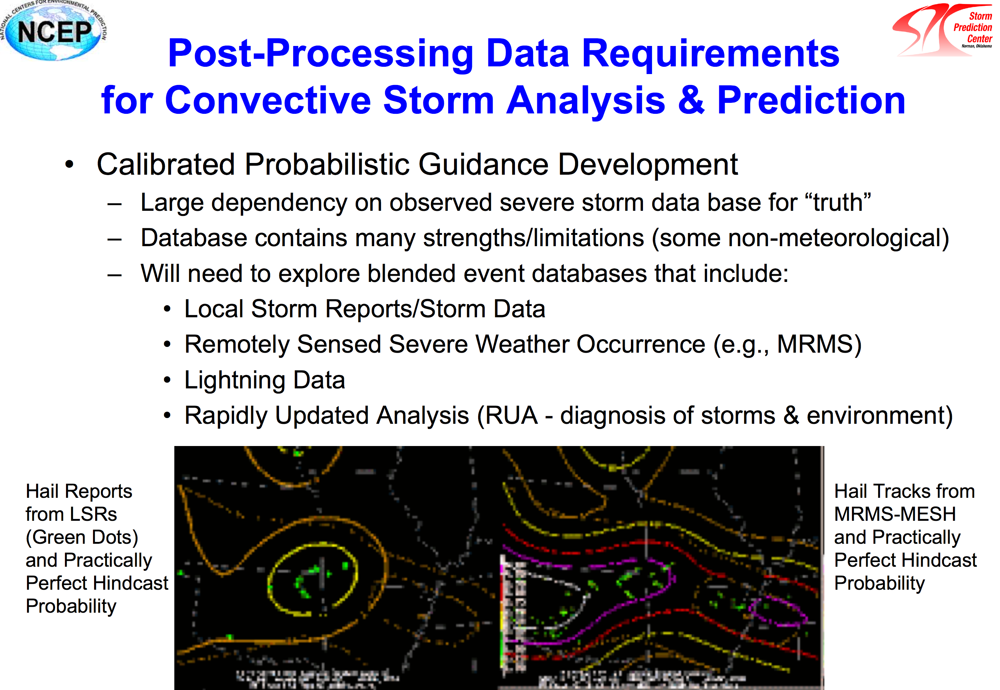 NATIONAL CENTERS FOR ENVIRONMENTAL PREDICTION
NCEP
Storm
Prediction
Center
Norman, Oklahoma
Post-Processing Data Requirements
for Convective Storm Analysis & Prediction
• Calibrated Probabilistic Guidance Development
– Large dependency on observed severe storm data base for “truth”
– Database contains many strengths/limitations (some non-meteorological)
– Will need to explore blended event databases that include:
• Local Storm Reports/Storm Data
• Remotely Sensed Severe Weather Occurrence (e.g., MRMS)
• Lightning Data
• Rapidly Updated Analysis (RUA - diagnosis of storms & environment)
Hail Reports
from LSRs
(Green Dots)
and Practically
Perfect Hindcast
Probability
Hail Tracks from
MRMS-MESH
and Practically
Perfect Hindcast
Probability